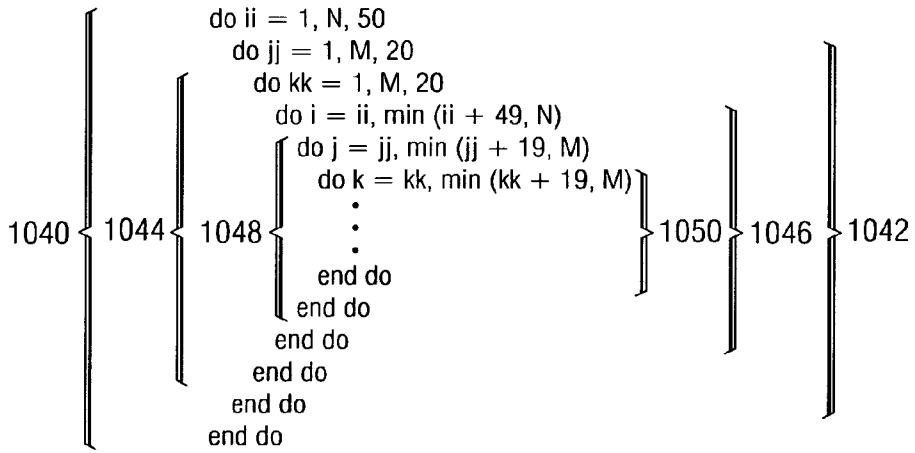 do ii = 1, N, 50
do jj = 1, M, 20
do kk = 1, M, 20
do i = ii, min (ii + 49, N)
do j = jj, min (jj + 19, M)
do k = kk, min (kk + 19, M)
1040 1044 1048 1050 1046 1042
end do
end do
end do
end do
end do
end do